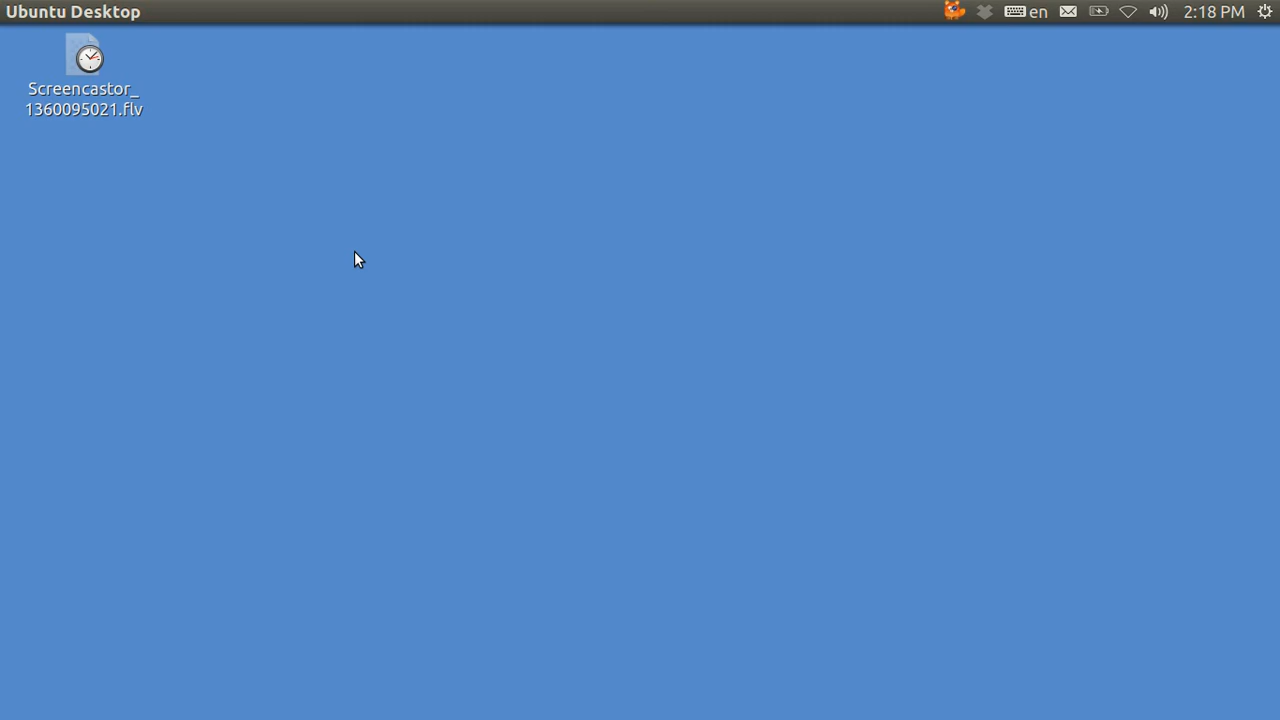 Ubuntu Desktop
en
2:18 PM
Screencastor_
1360095021.flv